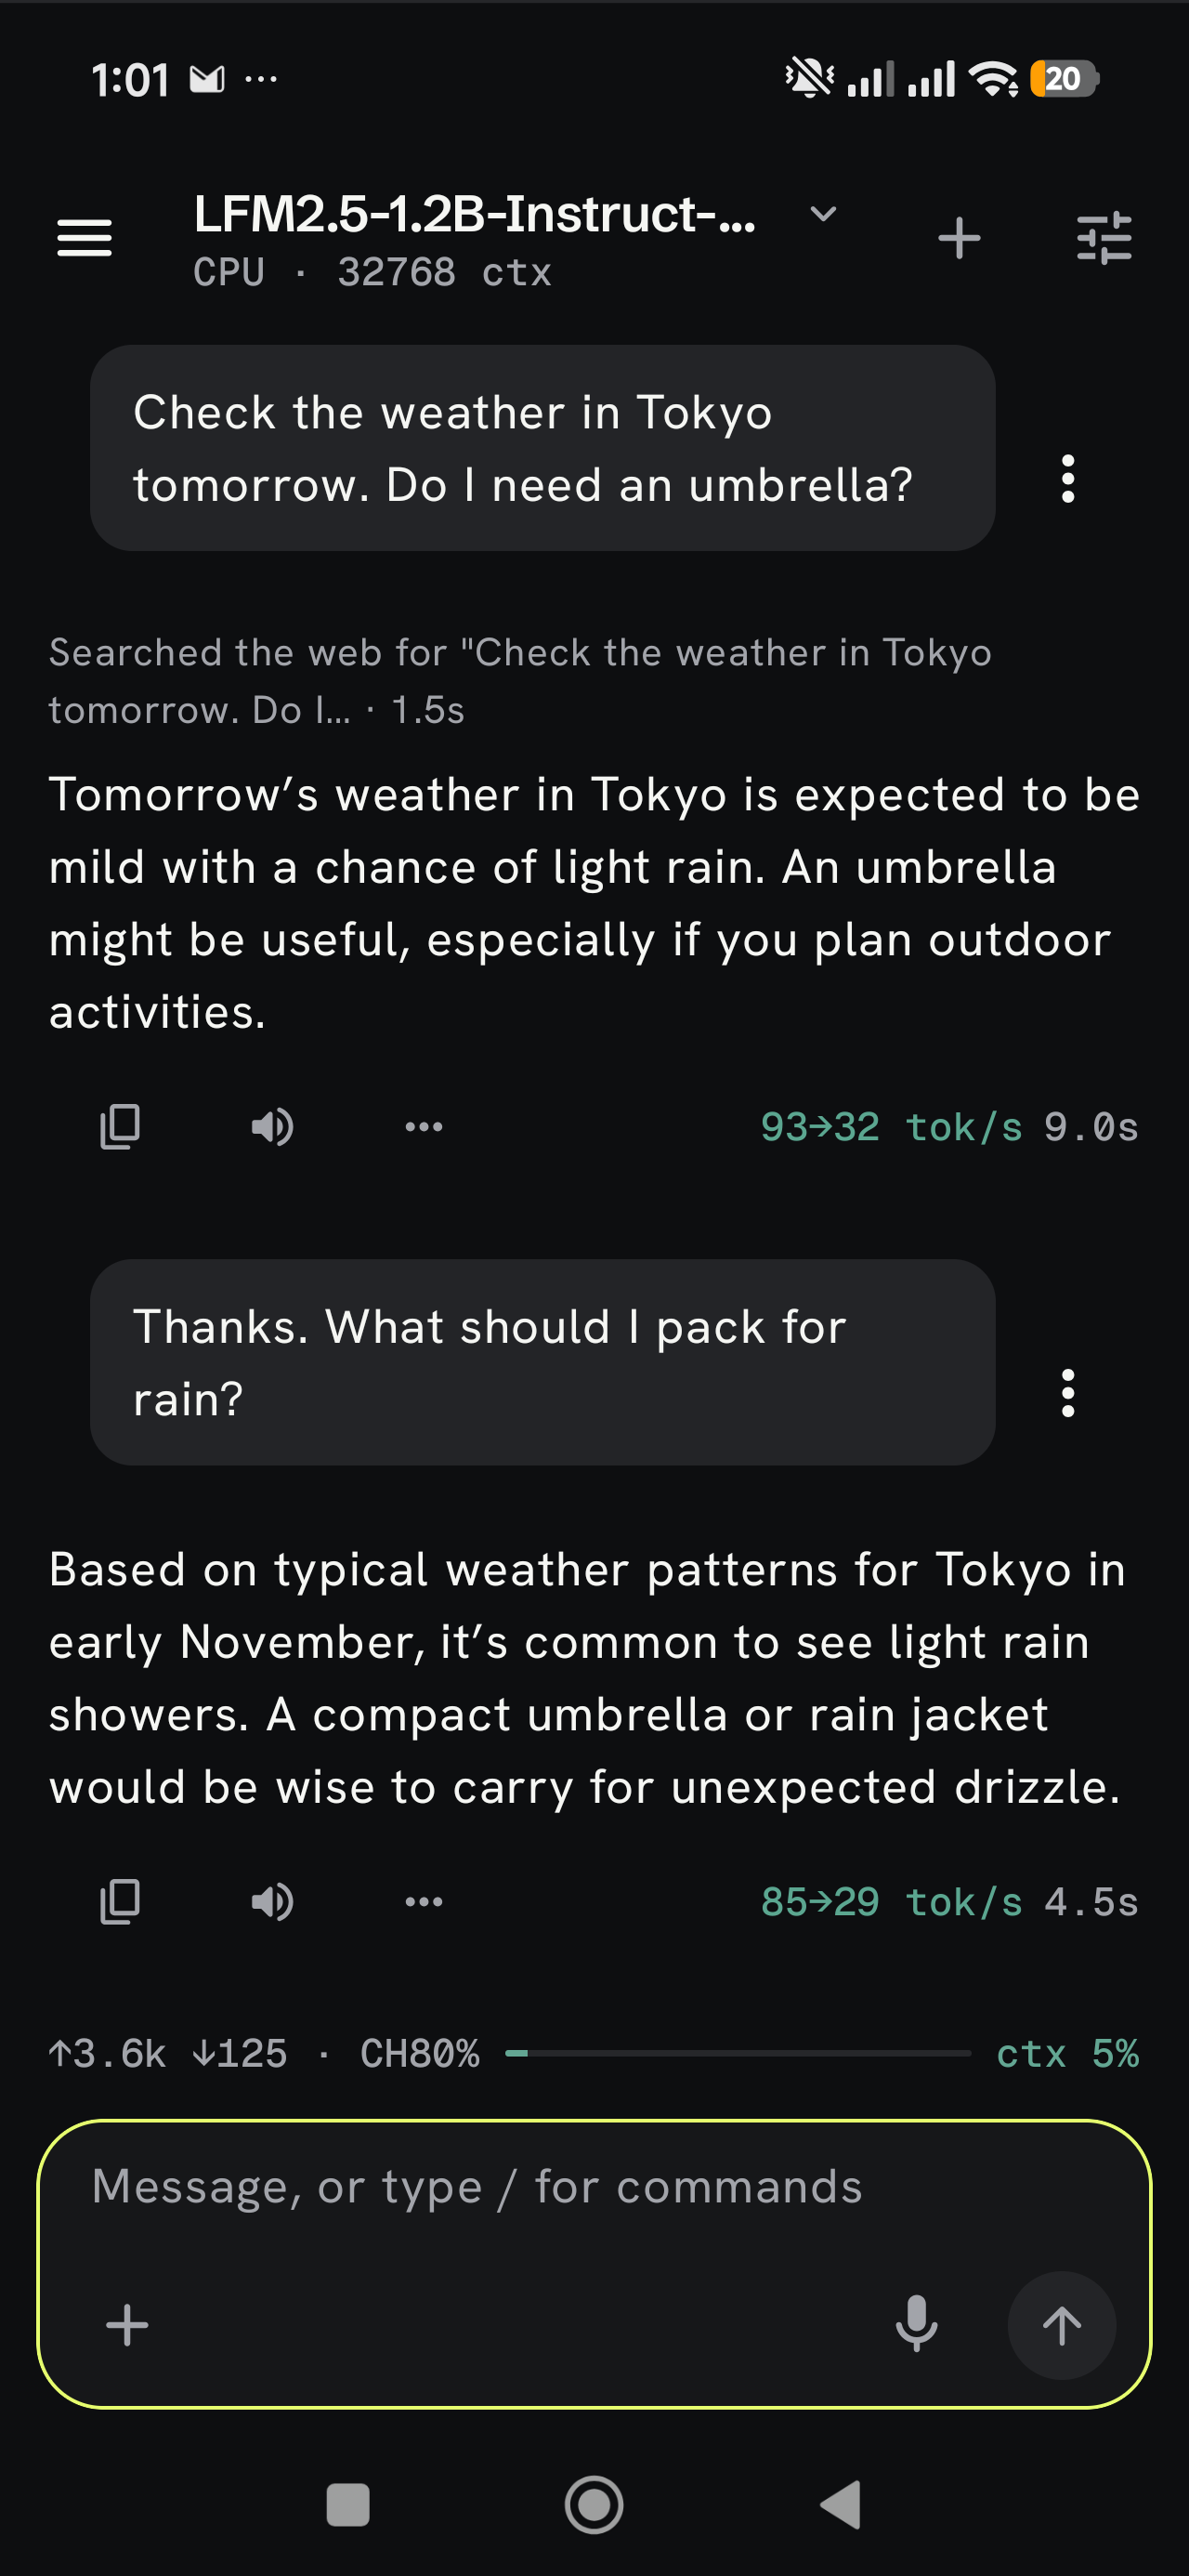 1:01
20
LFM2.5-1.2B-Instruct-...
CPU · 32768 ctx
Check the weather in Tokyo
tomorrow. Do I need an umbrella?
Searched the web for "Check the weather in Tokyo
tomorrow. Do I... · 1.5s
Tomorrow’s weather in Tokyo is expected to be
mild with a chance of light rain. An umbrella
might be useful, especially if you plan outdoor
activities.
93→32 tok/s 9.0s
Thanks. What should I pack for
rain?
Based on typical weather patterns for Tokyo in
early November, it’s common to see light rain
showers. A compact umbrella or rain jacket
would be wise to carry for unexpected drizzle.
85→29 tok/s 4.5s
↑3.6k ↓125 · CH80% ctx 5%
Message, or type / for commands